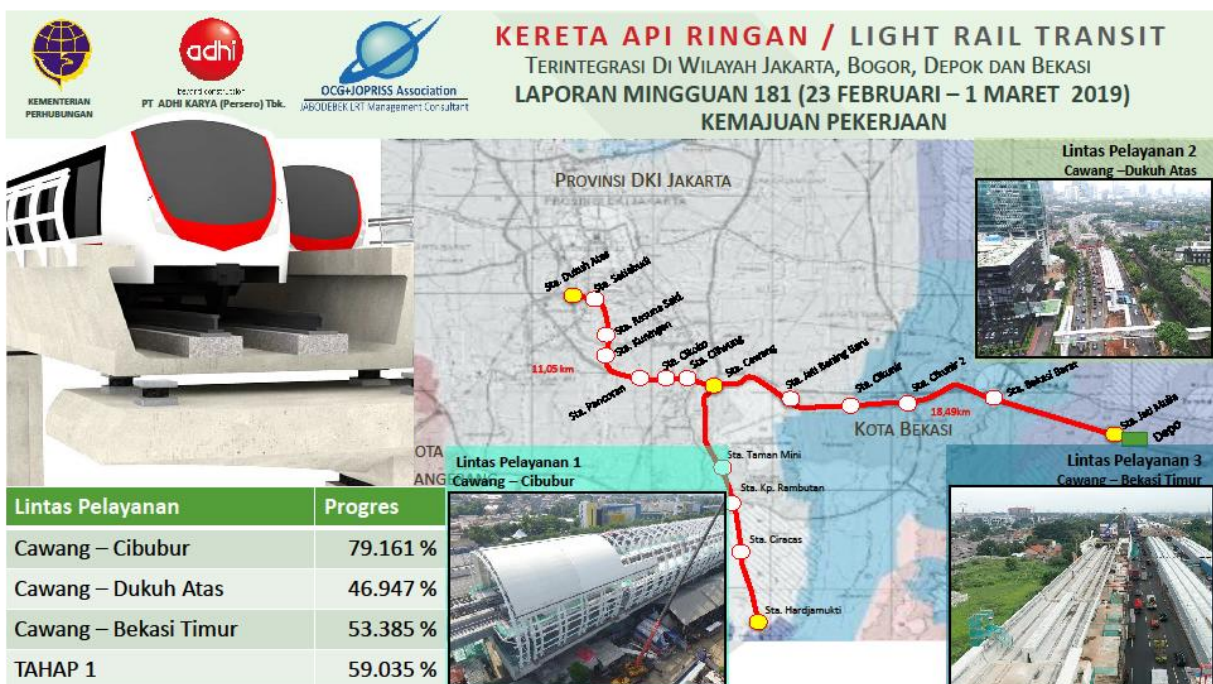 KERETA API RINGAN / LIGHT RAIL TRANSIT
TERINTEGRASI DI WILAYAH JAKARTA, BOGOR, DEPOK DAN BEKASI
LAPORAN MINGGUAN 181 (23 FEBRUARI – 1 MARET 2019)
KEMAJUAN PEKERJAAN
KEMENTERIAN
PERHUBUNGAN
adhi
beyond construction
PT ADHI KARYA (Persero) Tbk.
OCG+JOPRISS Association
JABODEBEK LRT Management Consultant
PROVINSI DKI JAKARTA
Lintas Pelayanan 2
Cawang –Dukuh Atas
Sta. Dukuh Atas
Sta. Setiabudi
Sta. Rasuna Said
Sta. Kuningan
11,05 km
Sta. Pancoran
Sta. Cikoko
Sta. Ciliwung
Sta. Cawang
Sta. Jati Bening Baru
Sta. Cikunir
Sta. Cikunir 2
18,49km
Sta. Bekasi Barat
Sta. Jati Mulia
Depo
KOTA BEKASI
OTA
ANGERANG
Sta. Taman Mini
Sta. Kp. Rambutan
Sta. Ciracas
Sta. Hardjamukti
Lintas Pelayanan 1
Cawang – Cibubur
Lintas Pelayanan 3
Cawang – Bekasi Timur
Lintas Pelayanan Progres
Cawang – Cibubur 79.161 %
Cawang – Dukuh Atas 46.947 %
Cawang – Bekasi Timur 53.385 %
TAHAP 1 59.035 %